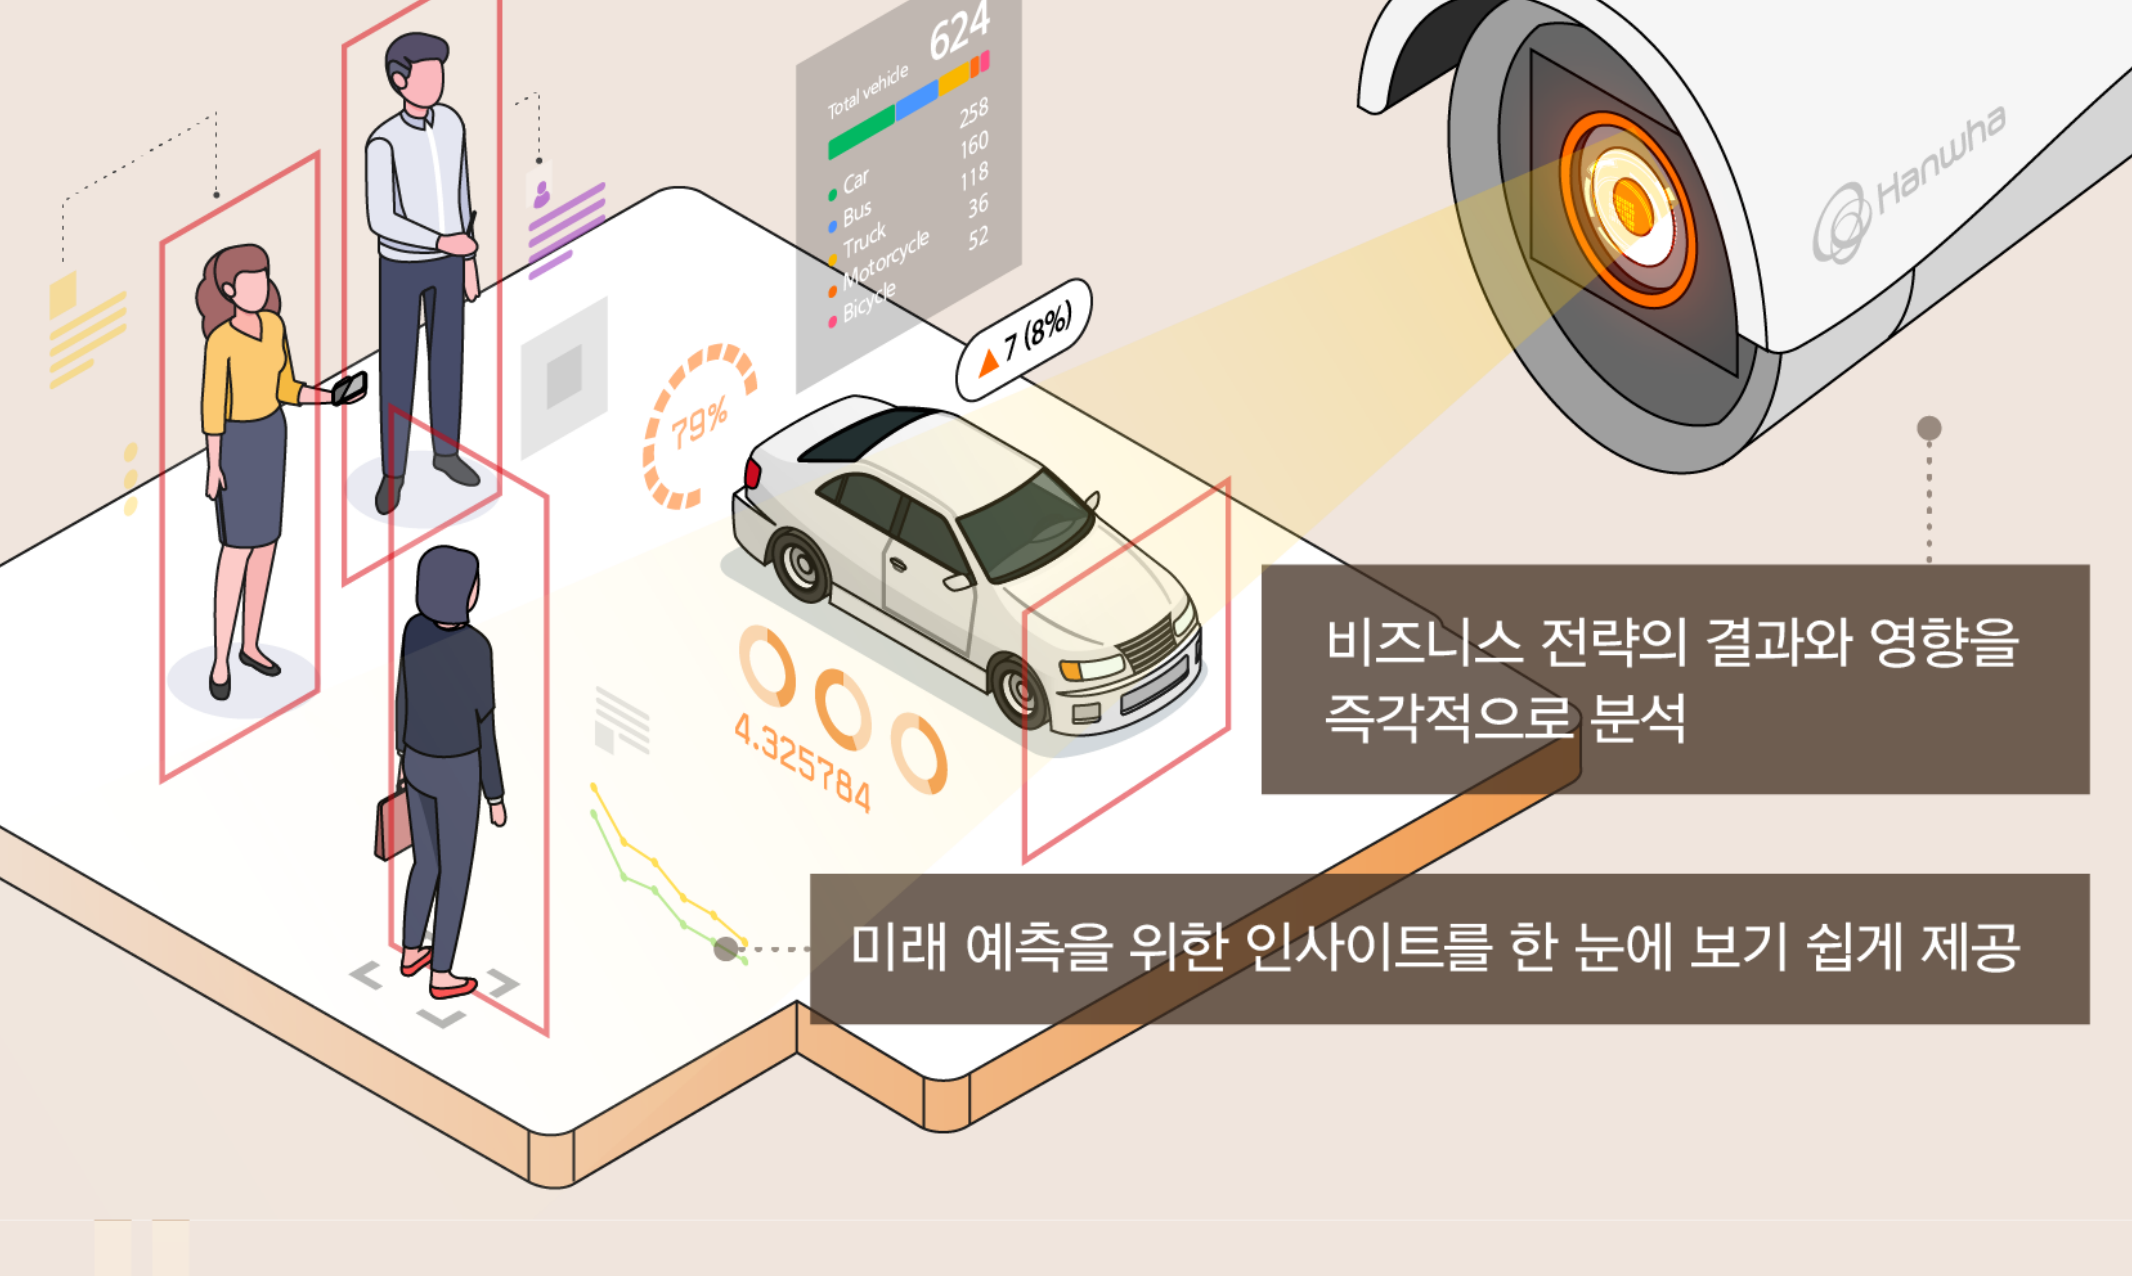 Total vehicle 624
Car 258
Bus 160
Truck 118
Motorcycle 36
Bicycle 52
Hanwha
7 (8%)
79%
4.325784
비즈니스 전략의 결과와 영향을
즉각적으로 분석
미래 예측을 위한 인사이트를 한 눈에 보기 쉽게 제공